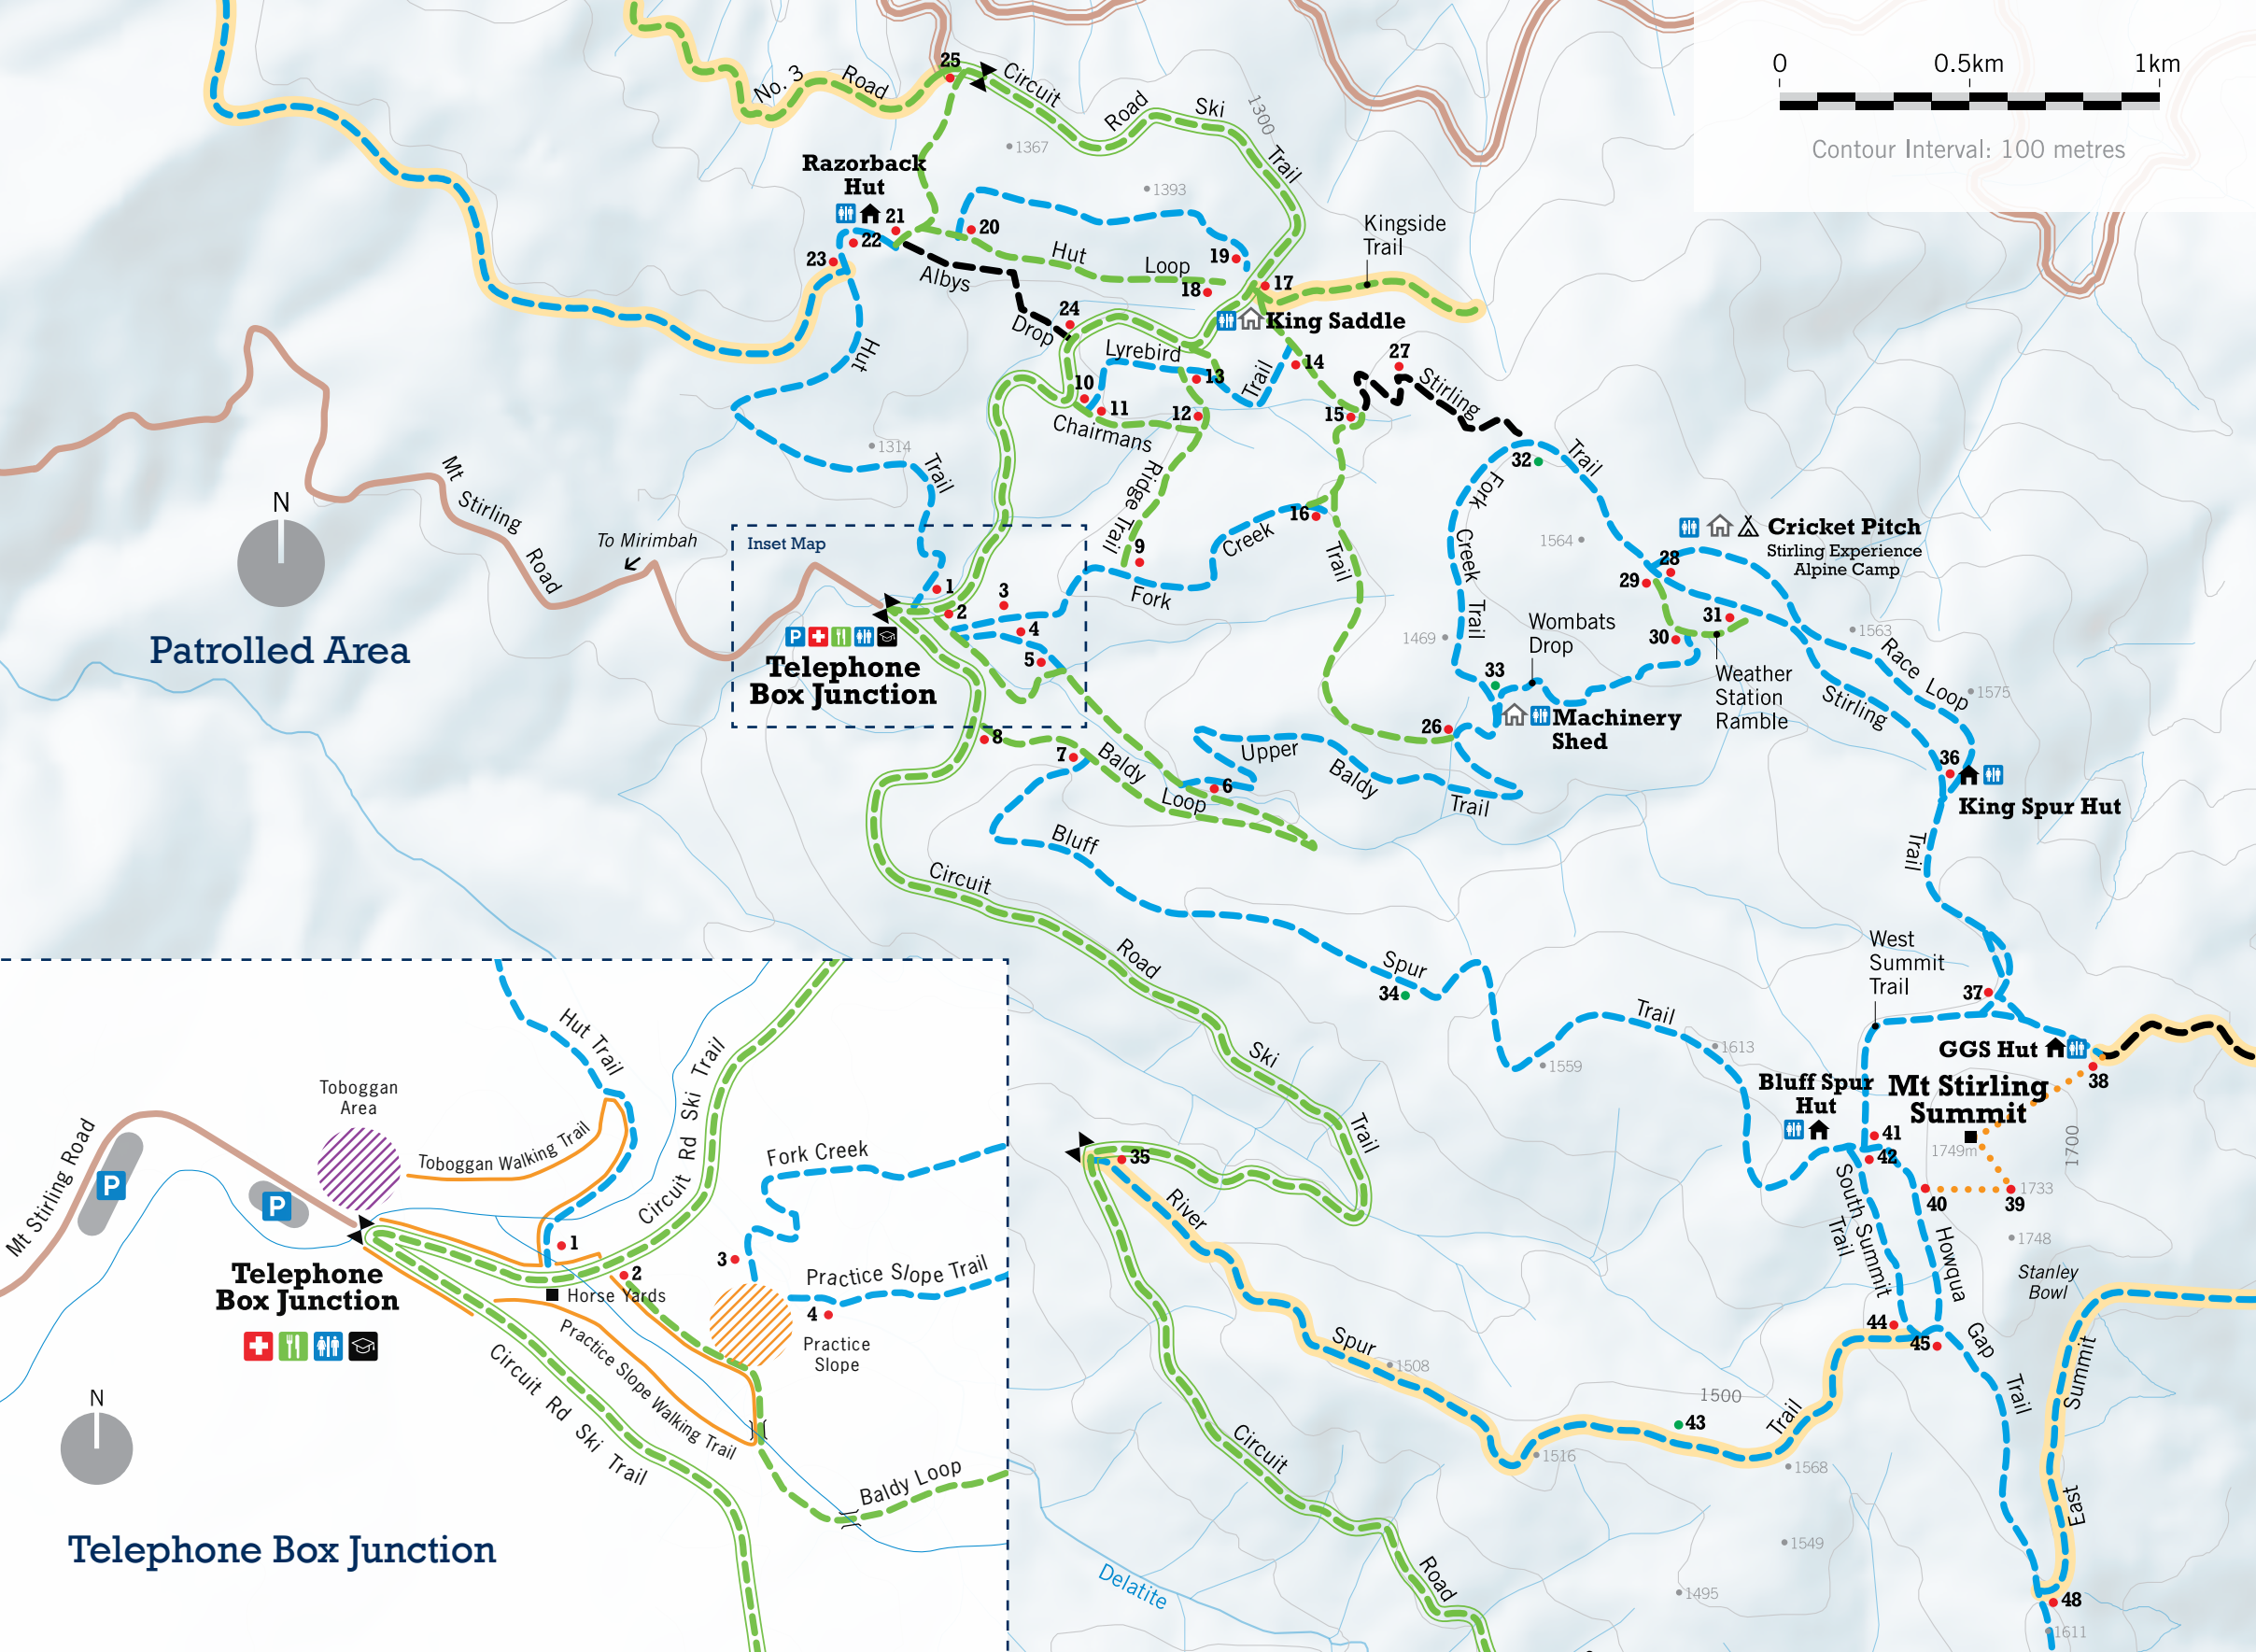 0 0.5km 1km
Contour Interval: 100 metres
No. 3 Road
25
Circuit Road Ski Trail
1300
1367
1393
Razorback
Hut
21
22
23
20
19
18
17
Hut Loop
Albys Drop
24
Kingside
Trail
King Saddle
Lyrebird Trail
10
11
12
13
14
15
27
Chairmans
Stirling Trail
Hut Trail
1314
Mt Stirling Road
To Mirimbah
N
Patrolled Area
Inset Map
1
2
3
4
5
Telephone
Box Junction
Ridge Trail
9
16
Fork Creek Trail
32
Fork Creek Trail
1564
1469
Cricket Pitch
Stirling Experience
Alpine Camp
28
29
30
31
Wombats
Drop
33
Machinery
Shed
26
Weather
Station
Ramble
1563
Race Loop
1575
Stirling Trail
36
King Spur Hut
8
7
6
Baldy Loop
Upper Baldy Trail
Bluff Spur Trail
34
1559
1613
Circuit Road Ski Trail
West
Summit
Trail
37
GGS Hut
38
Bluff Spur
Hut
Mt Stirling
Summit
1749m
1700
41
42
40
39
1733
1748
Stanley
Bowl
South Summit
Trail
Howqua Gap Trail
44
45
35
River Spur Trail
1508
1500
43
1516
1568
1549
1495
Circuit Road
Delatite
Summit East
48
1611
Hut Trail
Toboggan
Area
Toboggan Walking Trail
Mt Stirling Road
P
P
Circuit Rd Ski Trail
Fork Creek
1
2
3
Horse Yards
Practice Slope Trail
4
Practice
Slope
Telephone
Box Junction
Practice Slope Walking Trail
Circuit Rd Ski Trail
Baldy Loop
N
Telephone Box Junction